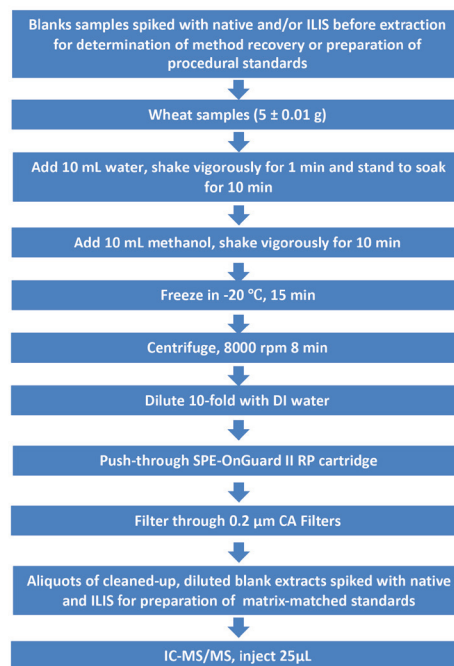 Blanks samples spiked with native and/or ILIS before extraction
for determination of method recovery or preparation of
procedural standards
Wheat samples (5 ± 0.01 g)
Add 10 mL water, shake vigorously for 1 min and stand to soak
for 10 min
Add 10 mL methanol, shake vigorously for 10 min
Freeze in -20 ℃, 15 min
Centrifuge, 8000 rpm 8 min
Dilute 10-fold with DI water
Push-through SPE-OnGuard II RP cartridge
Filter through 0.2 µm CA Filters
Aliquots of cleaned-up, diluted blank extracts spiked with native
and ILIS for preparation of matrix-matched standards
IC-MS/MS, inject 25µL